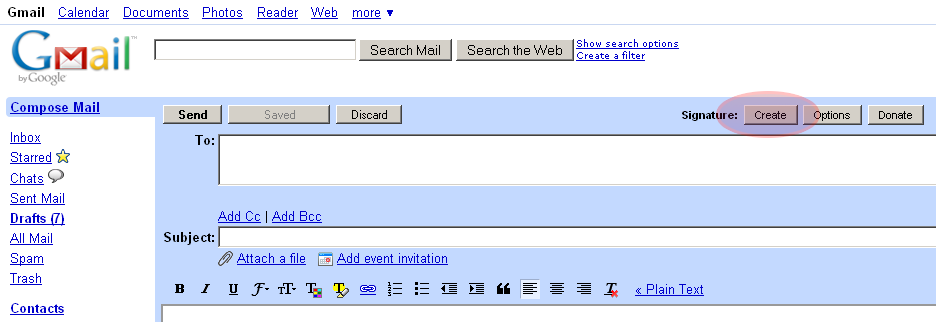 Gmail Calendar Documents Photos Reader Web more ▼
Gmail™
by Google
Search Mail Search the Web Show search options
Create a filter
Compose Mail
Send Saved Discard Signature: Create Options Donate
To:
Inbox
Starred
Chats
Sent Mail
Drafts (7)
All Mail
Spam
Trash
Contacts
Add Cc | Add Bcc
Subject:
Attach a file Add event invitation
B I U F TT T T T « Plain Text